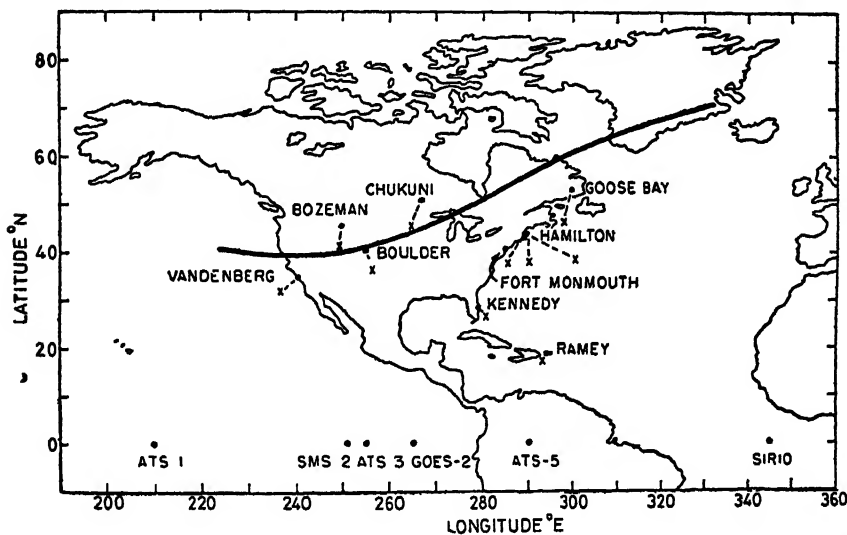 80
60
40
20
0
LATITUDE °N
CHUKUNI
BOZEMAN
GOOSE BAY
HAMILTON
BOULDER
VANDENBERG
FORT MONMOUTH
KENNEDY
RAMEY
ATS 1
SMS 2
ATS 3
GOES-2
ATS-5
SIRIO
200 220 240 260 280 300 320 340 360
LONGITUDE °E